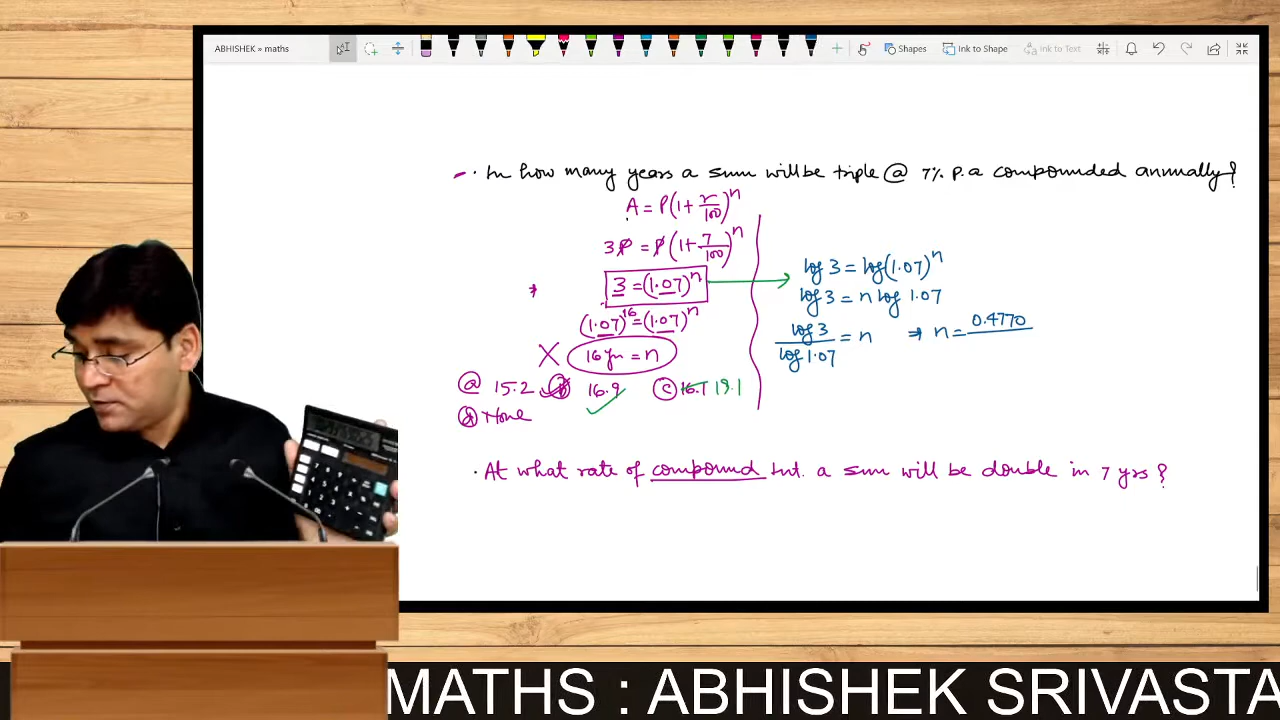 ABHISHEK » maths
Shapes Ink to Shape Ink to Text
· In how many years a sum will be triple @ 7% p.a compounded annually?
A = P(1+ r/100)^n
3P = P(1+ 7/100)^n
3 = (1.07)^n
(1.07)^16 = (1.07)^n
16 yrs = n
ⓐ 15.2 16.9 ⓒ 16.1 19.1
ⓓ None
log 3 = log(1.07)^n
log 3 = n log 1.07
log 3 / log 1.07 = n ⇒ n = 0.4770
· At what rate of compound Int. a sum will be double in 7 yrs?
MATHS : ABHISHEK SRIVASTA